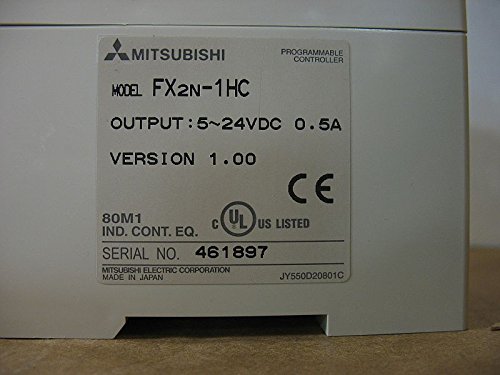 MITSUBISHI
PROGRAMMABLE
CONTROLLER
MODEL FX2N-1HC
OUTPUT:5~24VDC 0.5A
VERSION 1.00
CE
80M1
IND. CONT. EQ.
C UL US LISTED
SERIAL NO. 461897
MITSUBISHI ELECTRIC CORPORATION
MADE IN JAPAN
JY550D20801C